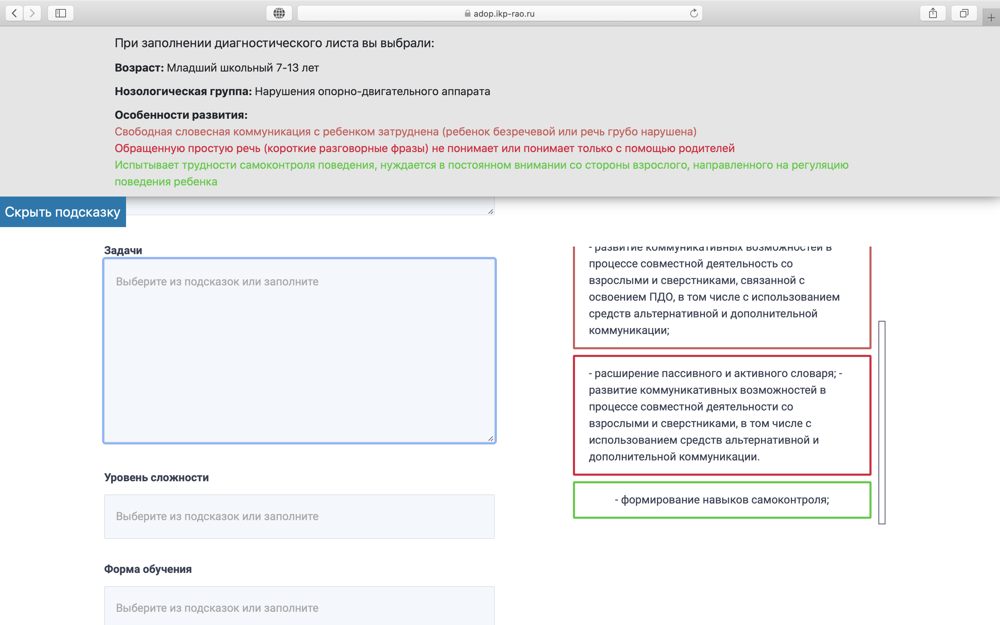 adop.ikp-rao.ru
При заполнении диагностического листа вы выбрали:
Возраст: Младший школьный 7-13 лет
Нозологическая группа: Нарушения опорно-двигательного аппарата
Особенности развития:
Свободная словесная коммуникация с ребенком затруднена (ребенок безречевой или речь грубо нарушена)
Обращенную простую речь (короткие разговорные фразы) не понимает или понимает только с помощью родителей
Испытывает трудности самоконтроля поведения, нуждается в постоянном внимании со стороны взрослого, направленного на регуляцию
поведения ребенка
Скрыть подсказку
Задачи
Выберите из подсказок или заполните
Уровень сложности
Выберите из подсказок или заполните
Форма обучения
Выберите из подсказок или заполните
- развитие коммуникативных возможностей в
процессе совместной деятельность со
взрослыми и сверстниками, связанной с
освоением ПДО, в том числе с использованием
средств альтернативной и дополнительной
коммуникации;
- расширение пассивного и активного словаря; -
развитие коммуникативных возможностей в
процессе совместной деятельности со
взрослыми и сверстниками, в том числе с
использованием средств альтернативной и
дополнительной коммуникации.
- формирование навыков самоконтроля;